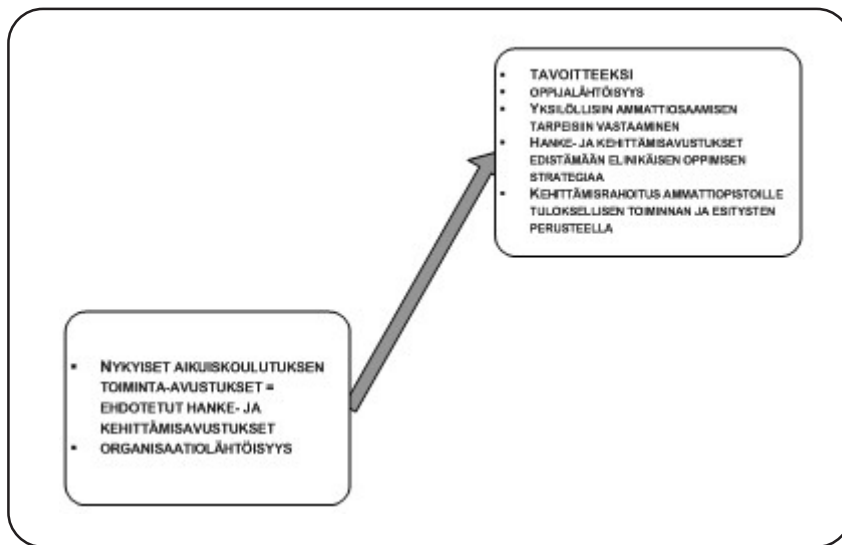 ▪ TAVOITTEEKSI
▪ OPPIJALÄHTÖISYYS
▪ YKSILÖLLISIIN AMMATTIOSAAMISEN
TARPEISIIN VASTAAMINEN
▪ HANKE- JA KEHITTÄMISAVUSTUKSET
EDISTÄMÄÄN ELINIKÄISEN OPPIMISEN
STRATEGIAA
▪ KEHITTÄMISRAHOITUS AMMATTIOPISTOILLE
TULOKSELLISEN TOIMINNAN JA ESITYSTEN
PERUSTEELLA
▪ NYKYISET AIKUISKOULUTUKSEN
TOIMINTA-AVUSTUKSET =
EHDOTETUT HANKE- JA
KEHITTÄMISAVUSTUKSET
▪ ORGANISAATIOLÄHTÖISYYS